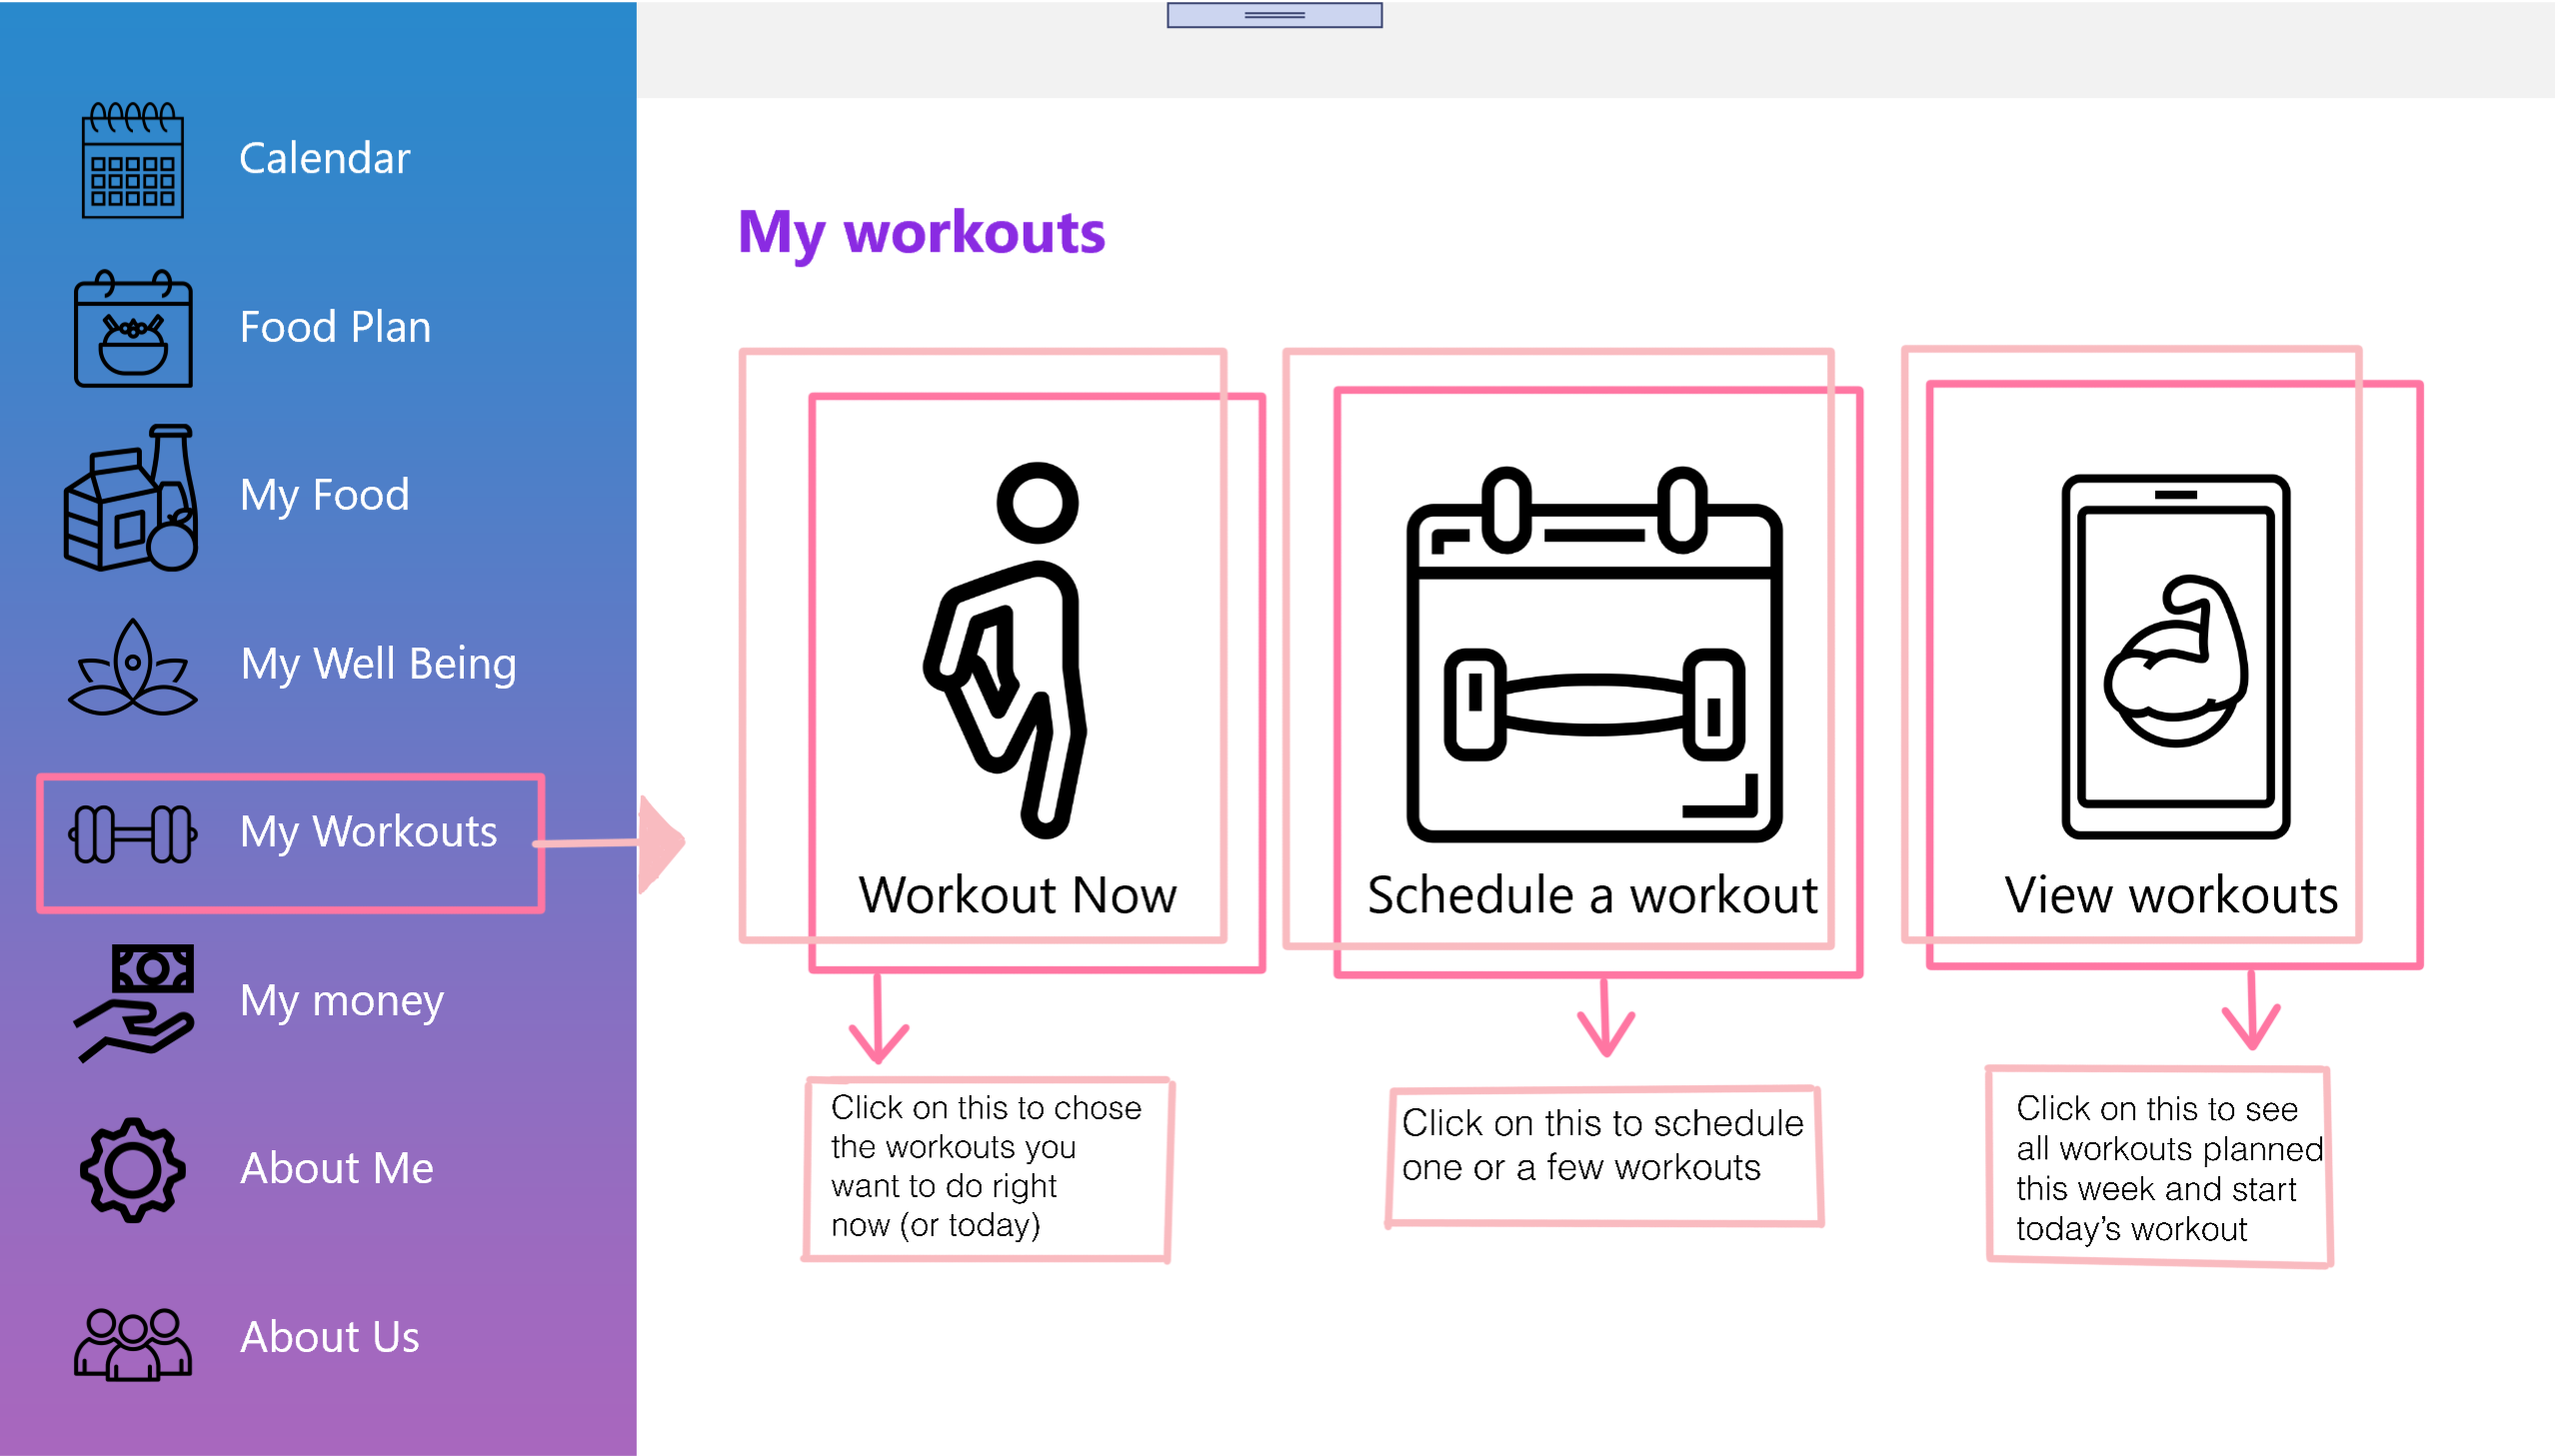 Calendar
Food Plan
My Food
My Well Being
My Workouts
My money
About Me
About Us
My workouts
Workout Now
Schedule a workout
View workouts
Click on this to chose
the workouts you
want to do right
now (or today)
Click on this to schedule
one or a few workouts
Click on this to see
all workouts planned
this week and start
today’s workout